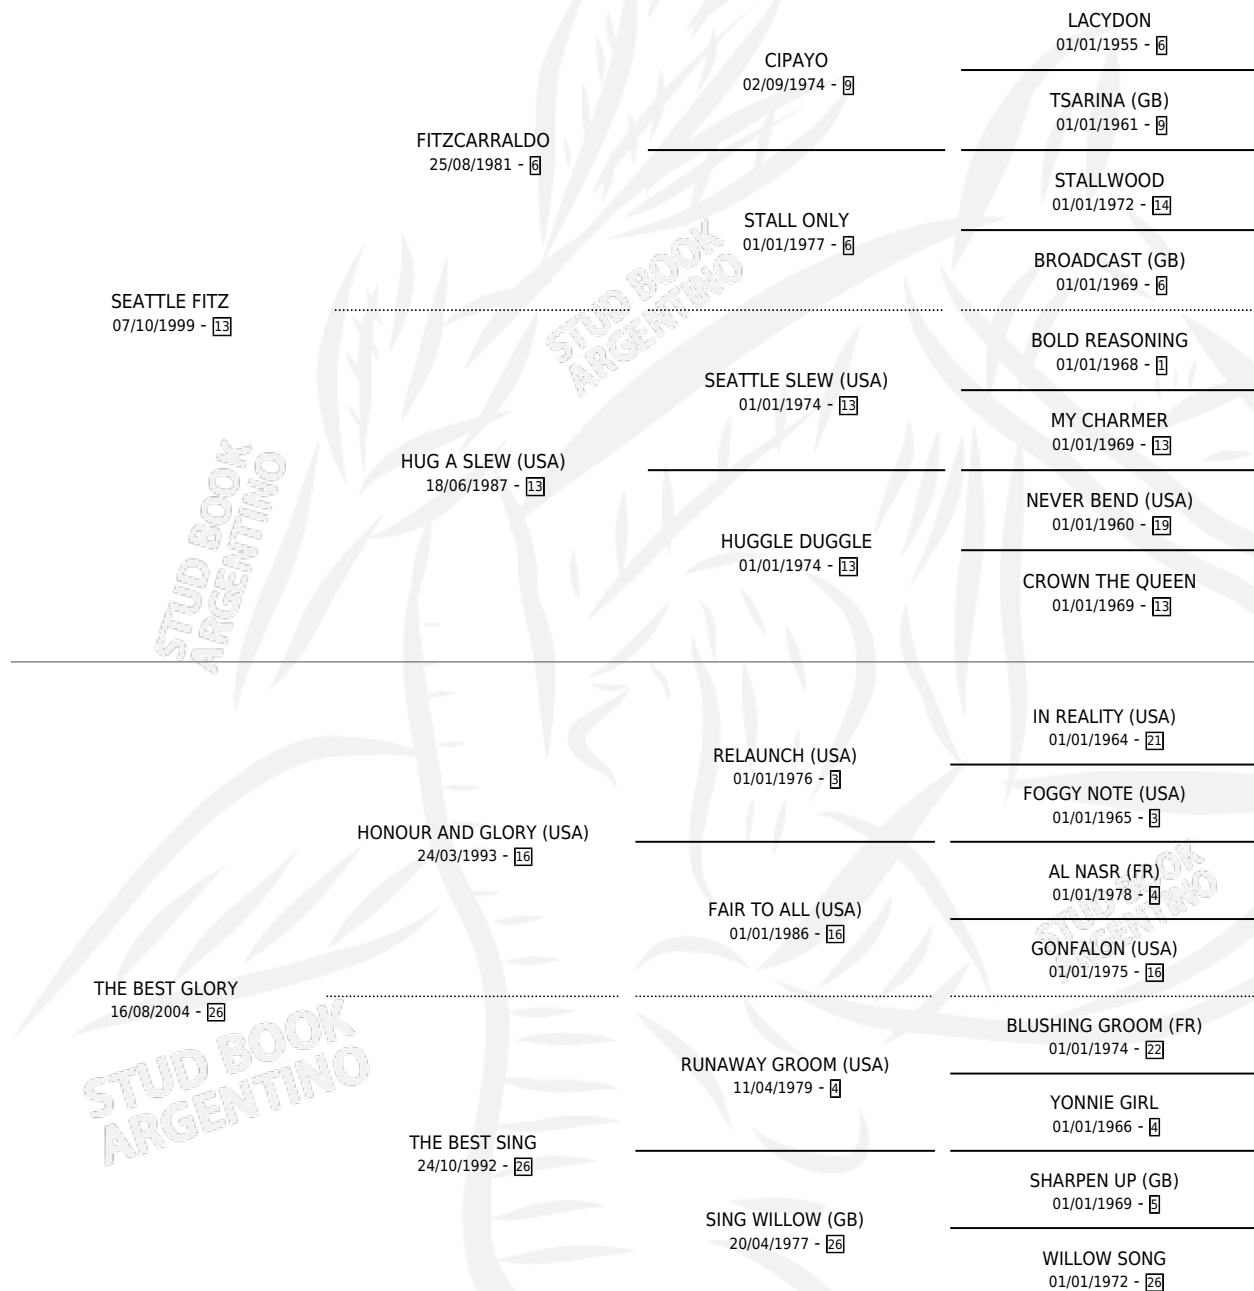 LACYDON
01/01/1955 - 6
CIPAYO
02/09/1974 - 9
TSARINA (GB)
01/01/1961 - 9
FITZCARRALDO
25/08/1981 - 6
STALLWOOD
01/01/1972 - 14
STALL ONLY
01/01/1977 - 6
BROADCAST (GB)
01/01/1969 - 6
SEATTLE FITZ
07/10/1999 - 13
BOLD REASONING
01/01/1968 - 1
SEATTLE SLEW (USA)
01/01/1974 - 13
MY CHARMER
01/01/1969 - 13
HUG A SLEW (USA)
18/06/1987 - 13
NEVER BEND (USA)
01/01/1960 - 19
HUGGLE DUGGLE
01/01/1974 - 13
CROWN THE QUEEN
01/01/1969 - 13
IN REALITY (USA)
01/01/1964 - 21
RELAUNCH (USA)
01/01/1976 - 3
FOGGY NOTE (USA)
01/01/1965 - 3
HONOUR AND GLORY (USA)
24/03/1993 - 16
AL NASR (FR)
01/01/1978 - 4
FAIR TO ALL (USA)
01/01/1986 - 16
GONFALON (USA)
01/01/1975 - 16
THE BEST GLORY
16/08/2004 - 26
BLUSHING GROOM (FR)
01/01/1974 - 22
RUNAWAY GROOM (USA)
11/04/1979 - 4
YONNIE GIRL
01/01/1966 - 4
THE BEST SING
24/10/1992 - 26
SHARPEN UP (GB)
01/01/1969 - 5
SING WILLOW (GB)
20/04/1977 - 26
WILLOW SONG
01/01/1972 - 26
STUD BOOK
ARGENTINO
STUD BOOK
ARGENTINO
STUD BOOK
ARGENTINO
STUD BOOK
ARGENTINO